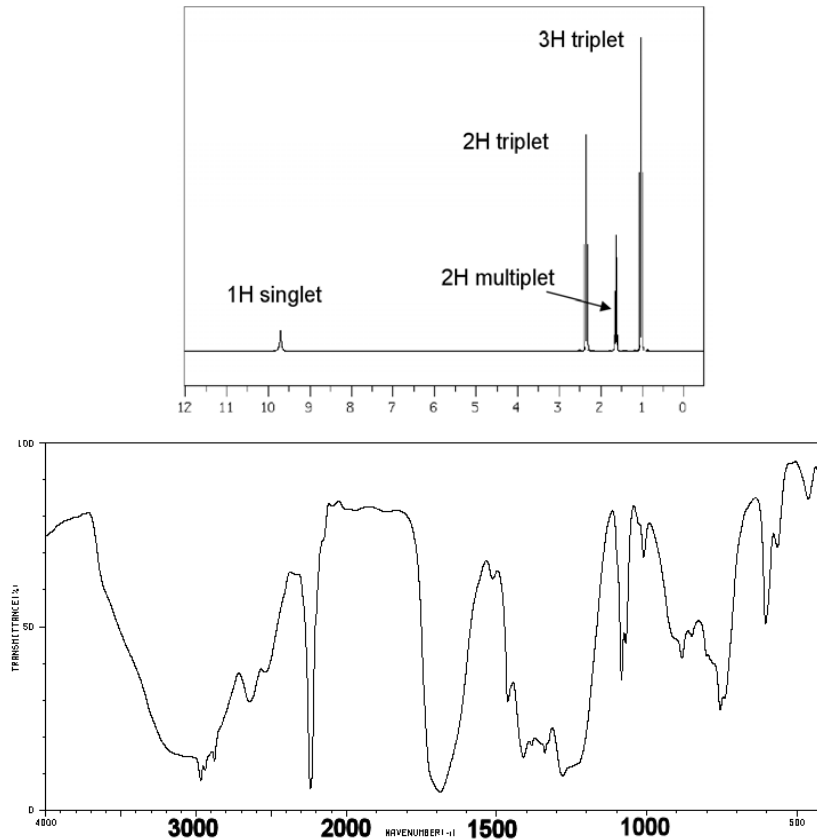 3H triplet
2H triplet
2H multiplet
1H singlet
12 11 10 9 8 7 6 5 4 3 2 1 0
100
50
0
TRANSMITTANCE(%)
4000 3000 2000 1500 1000 500